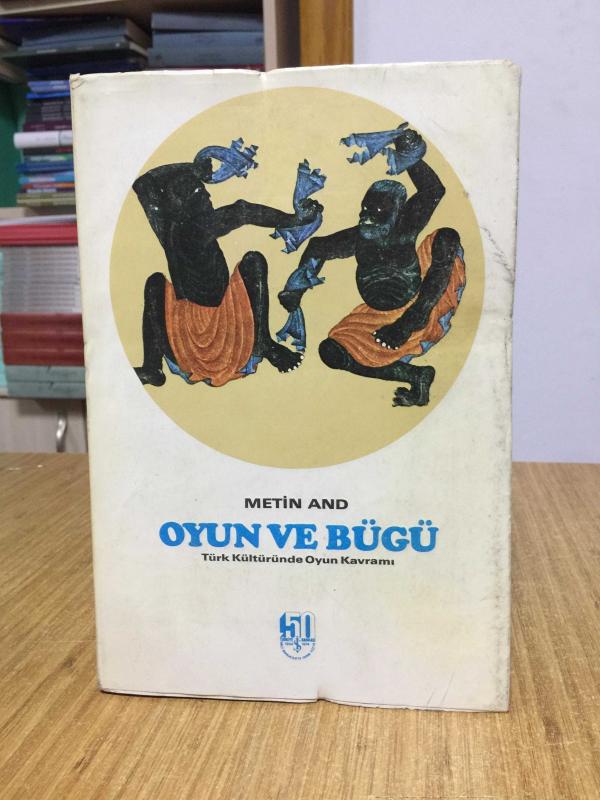 METİN AND
OYUN VE BÜGÜ
Türk Kültüründe Oyun Kavramı
50